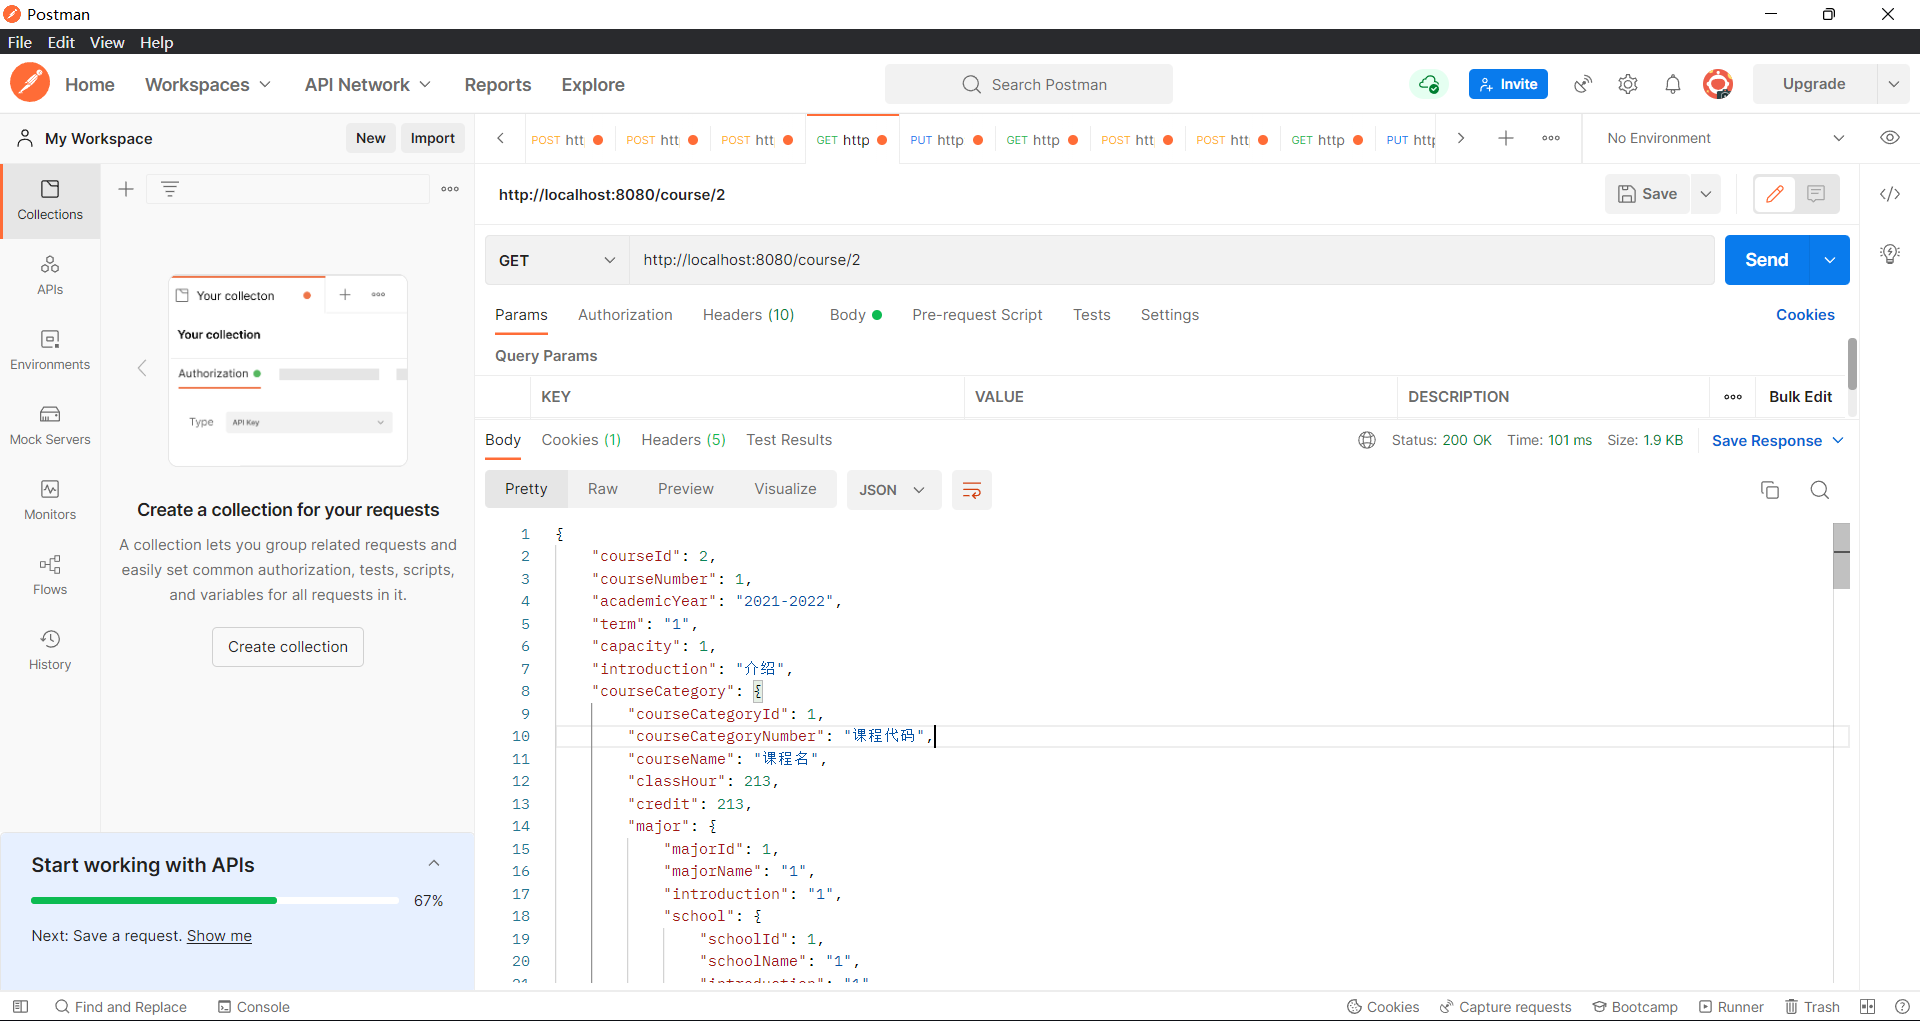 Postman
File Edit View Help
Home Workspaces API Network Reports Explore Search Postman Invite Upgrade
My Workspace New Import
POST htt POST htt POST htt GET http PUT http GET http POST htt POST htt GET http PUT http No Environment
http://localhost:8080/course/2 Save
GET http://localhost:8080/course/2 Send
Params Authorization Headers (10) Body Pre-request Script Tests Settings Cookies
Query Params
KEY VALUE DESCRIPTION Bulk Edit
Body Cookies (1) Headers (5) Test Results Status: 200 OK Time: 101 ms Size: 1.9 KB Save Response
Pretty Raw Preview Visualize JSON
1 {
2 "courseId": 2,
3 "courseNumber": 1,
4 "academicYear": "2021-2022",
5 "term": "1",
6 "capacity": 1,
7 "introduction": "介绍",
8 "courseCategory": {
9 "courseCategoryId": 1,
10 "courseCategoryNumber": "课程代码",
11 "courseName": "课程名",
12 "classHour": 213,
13 "credit": 213,
14 "major": {
15 "majorId": 1,
16 "majorName": "1",
17 "introduction": "1",
18 "school": {
19 "schoolId": 1,
20 "schoolName": "1",
21 "introduction": "1"
Collections
APIs
Environments
Mock Servers
Monitors
Flows
History
Your collecton
Your collection
Authorization
Type API Key
Create a collection for your requests
A collection lets you group related requests and
easily set common authorization, tests, scripts,
and variables for all requests in it.
Create collection
Start working with APIs
67%
Next: Save a request. Show me
Find and Replace Console Cookies Capture requests Bootcamp Runner Trash